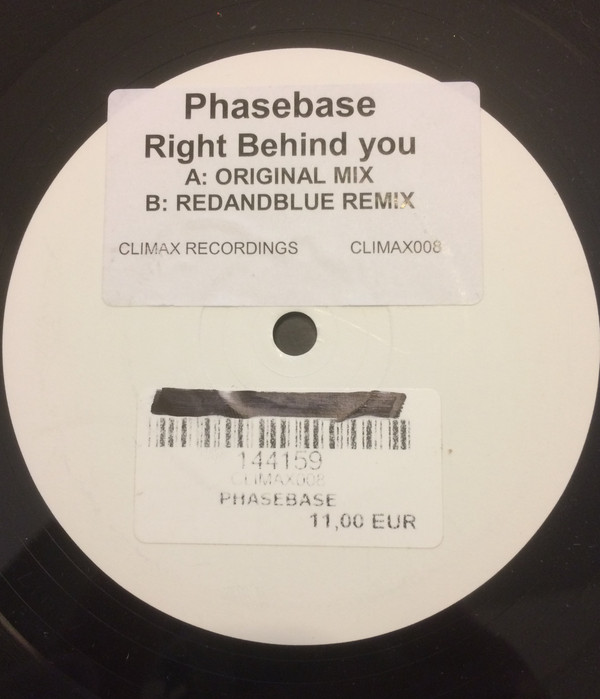 Phasebase
Right Behind you
A: ORIGINAL MIX
B: REDANDBLUE REMIX
CLIMAX RECORDINGS CLIMAX008
144159
CLIMAX008
PHASEBASE
11,00 EUR